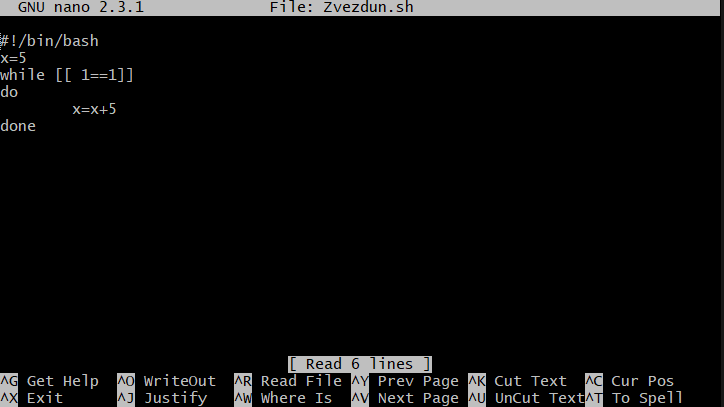 GNU nano 2.3.1 File: Zvezdun.sh
#!/bin/bash
x=5
while [[ 1==1]]
do
x=x+5
done
[ Read 6 lines ]
^G Get Help ^O WriteOut ^R Read File ^Y Prev Page ^K Cut Text ^C Cur Pos
^X Exit ^J Justify ^W Where Is ^V Next Page ^U UnCut Text ^T To Spell